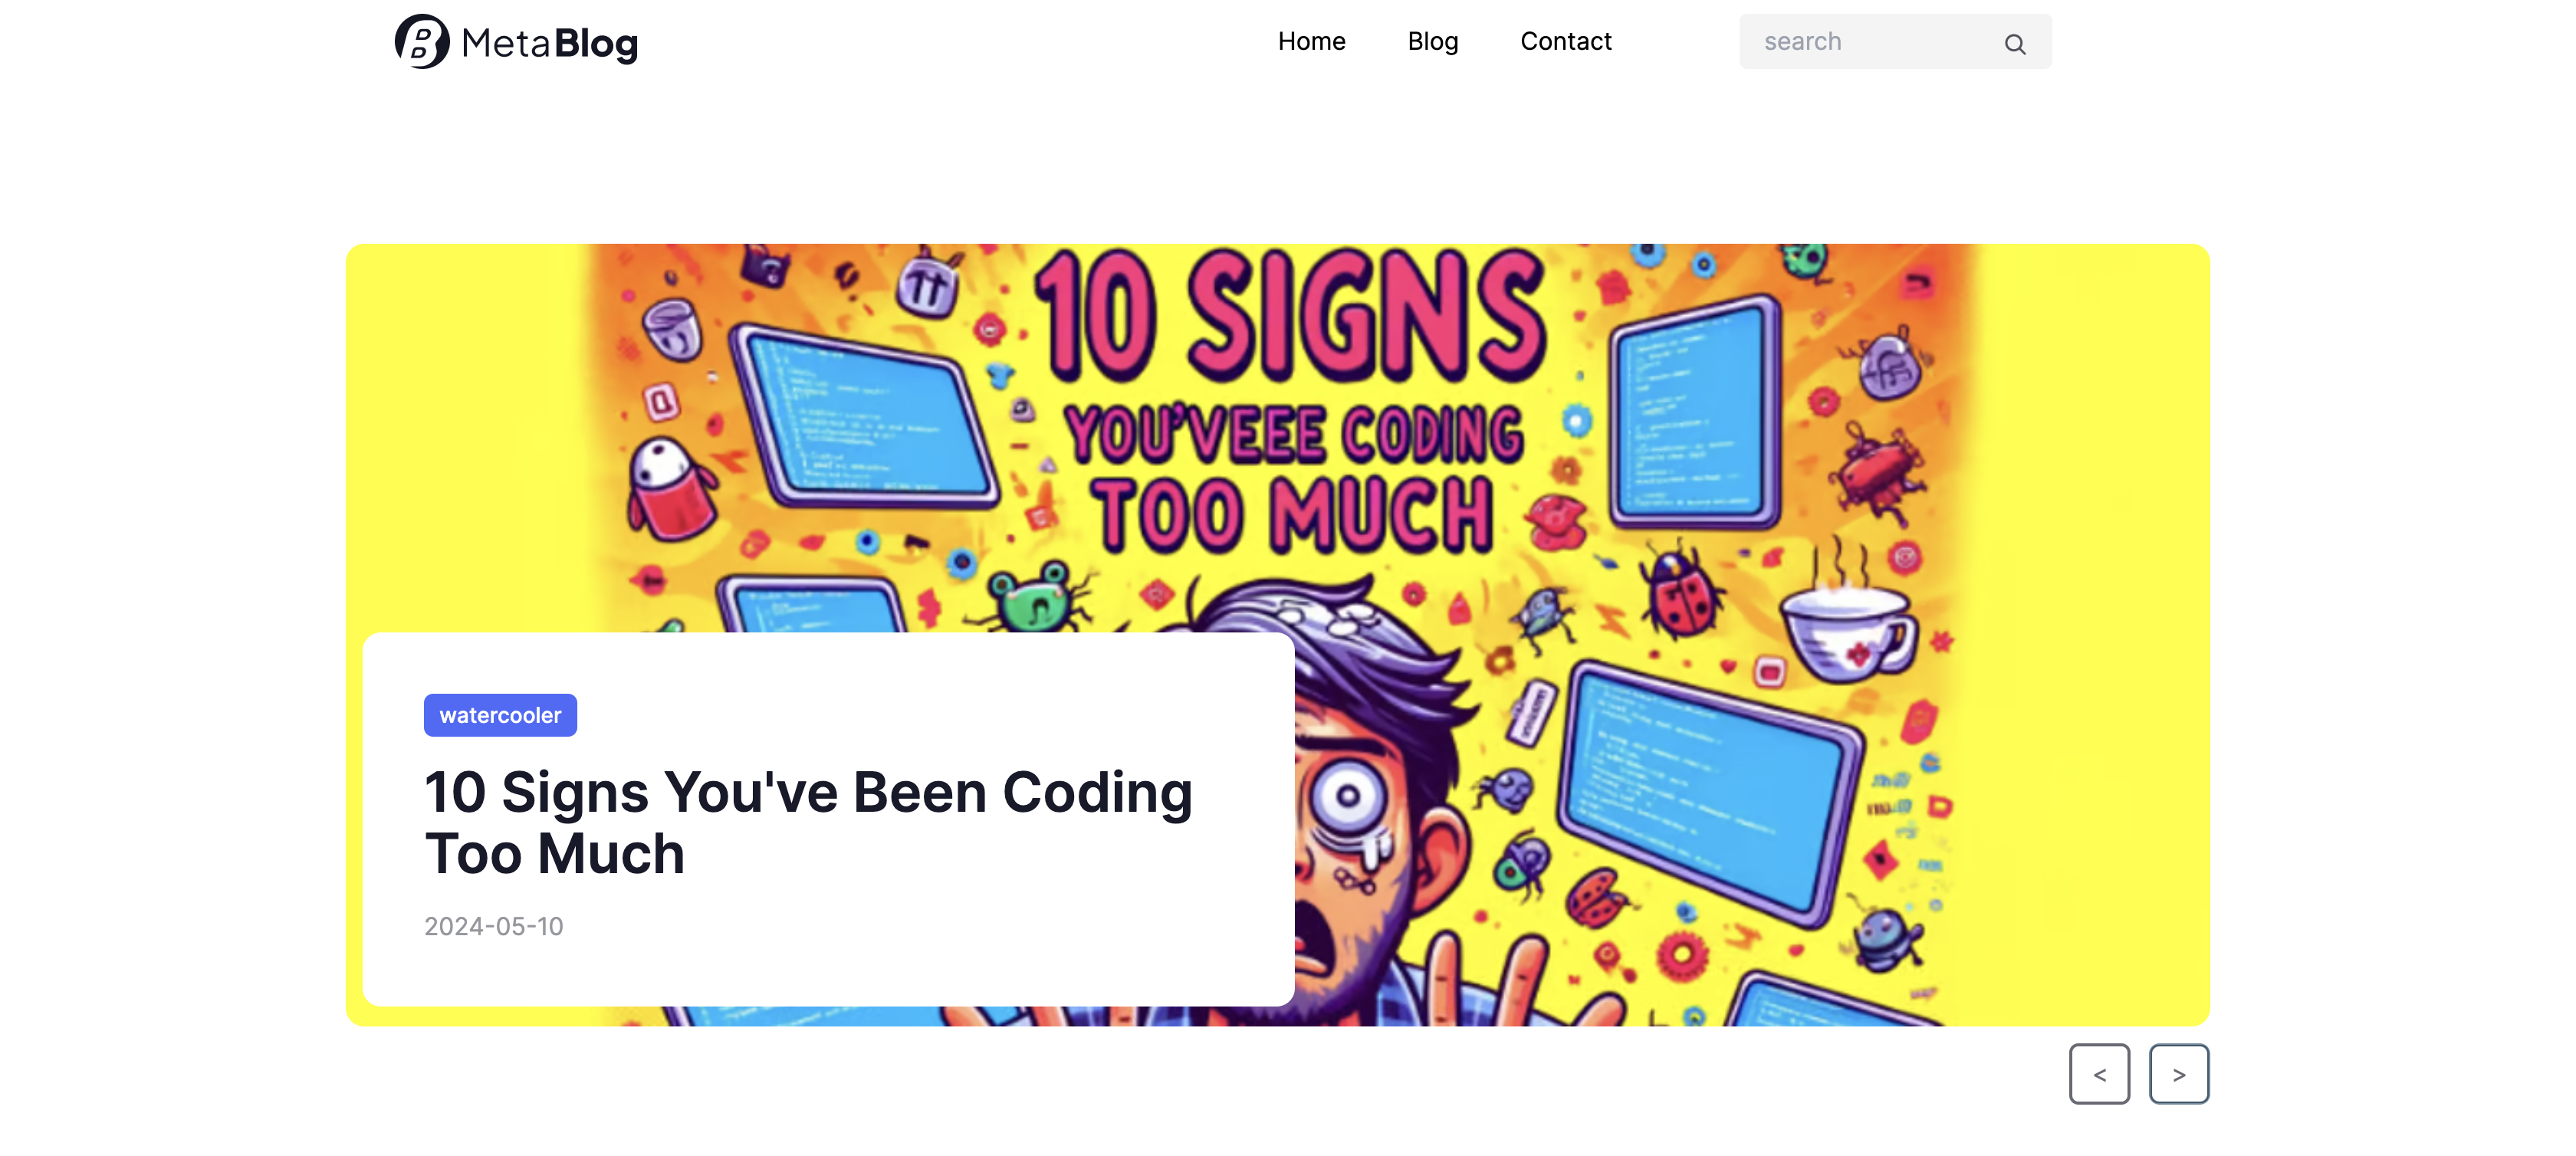 MetaBlog
Home Blog Contact search
10 SIGNS
YOU'VEEE CODING
TOO MUCH
watercooler
10 Signs You've Been Coding
Too Much
2024-05-10
< >